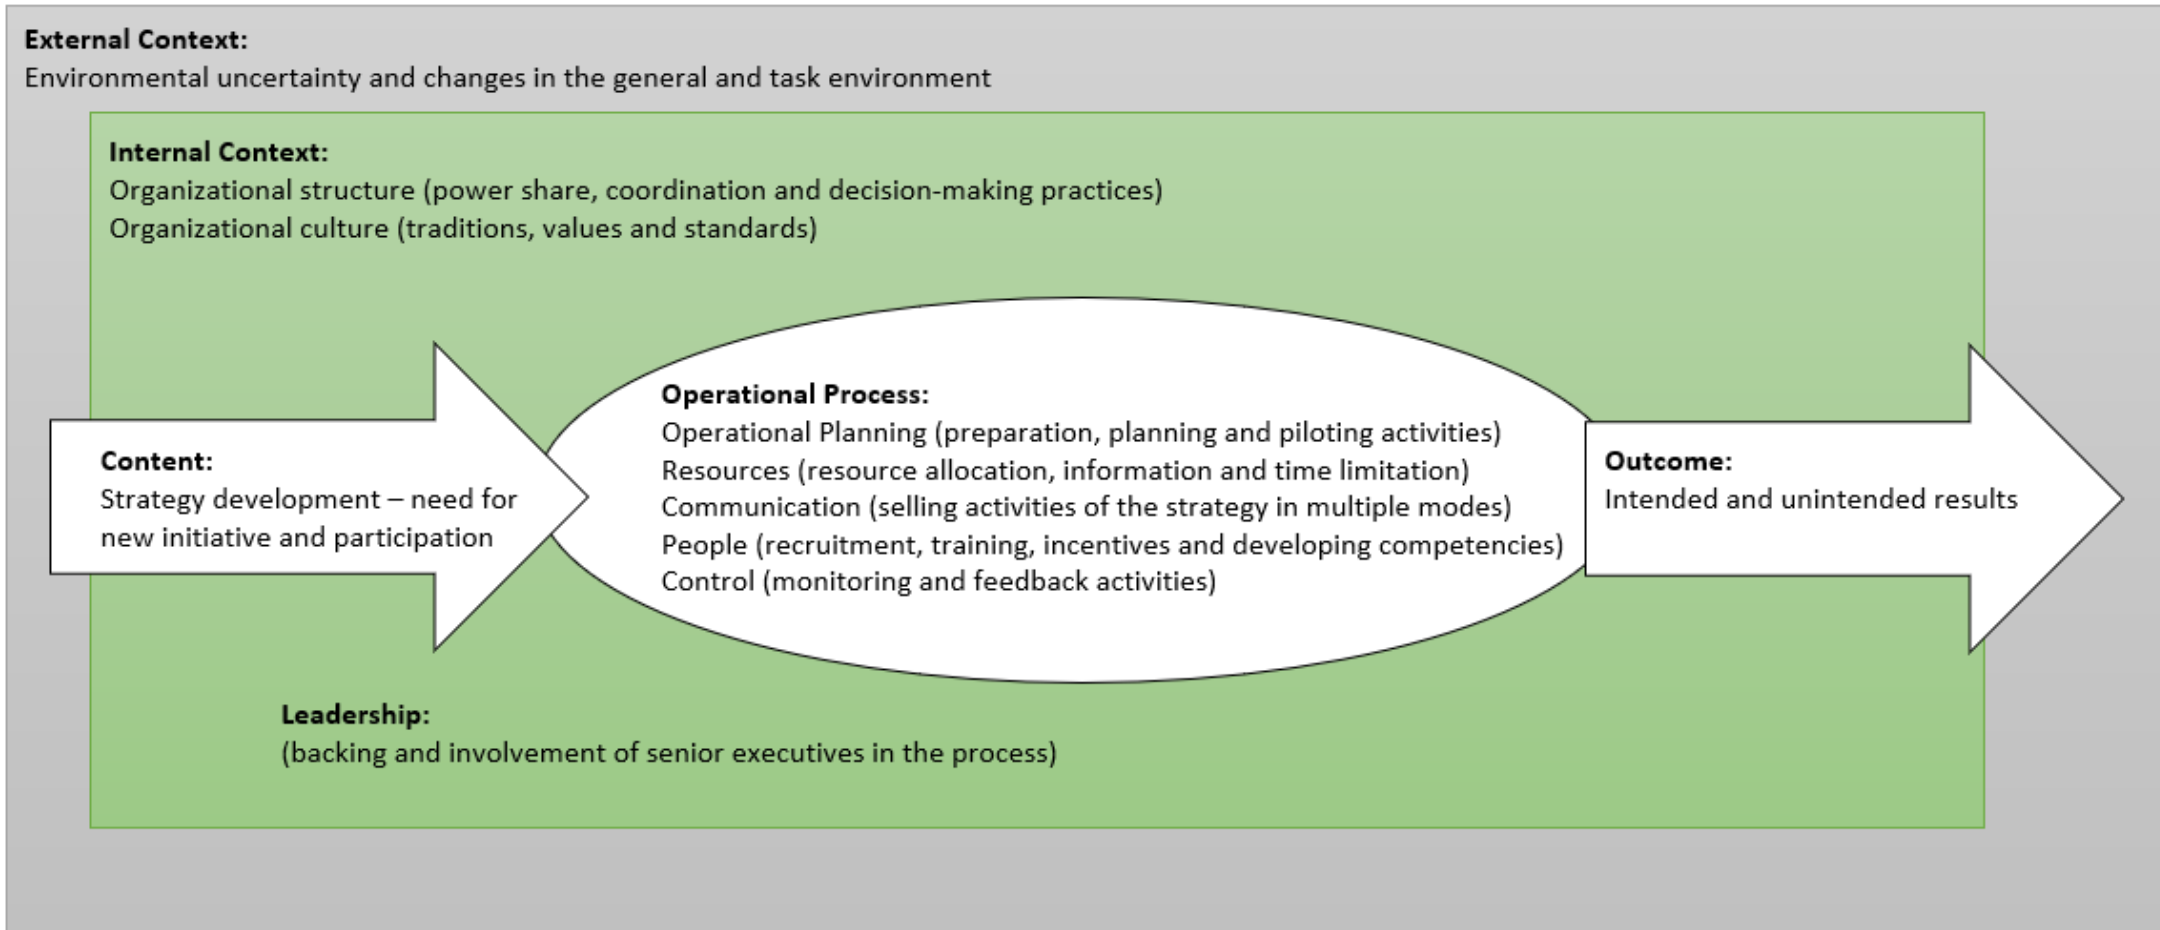 External Context:
Environmental uncertainty and changes in the general and task environment
Internal Context:
Organizational structure (power share, coordination and decision-making practices)
Organizational culture (traditions, values and standards)
Content:
Strategy development – need for
new initiative and participation
Operational Process:
Operational Planning (preparation, planning and piloting activities)
Resources (resource allocation, information and time limitation)
Communication (selling activities of the strategy in multiple modes)
People (recruitment, training, incentives and developing competencies)
Control (monitoring and feedback activities)
Outcome:
Intended and unintended results
Leadership:
(backing and involvement of senior executives in the process)